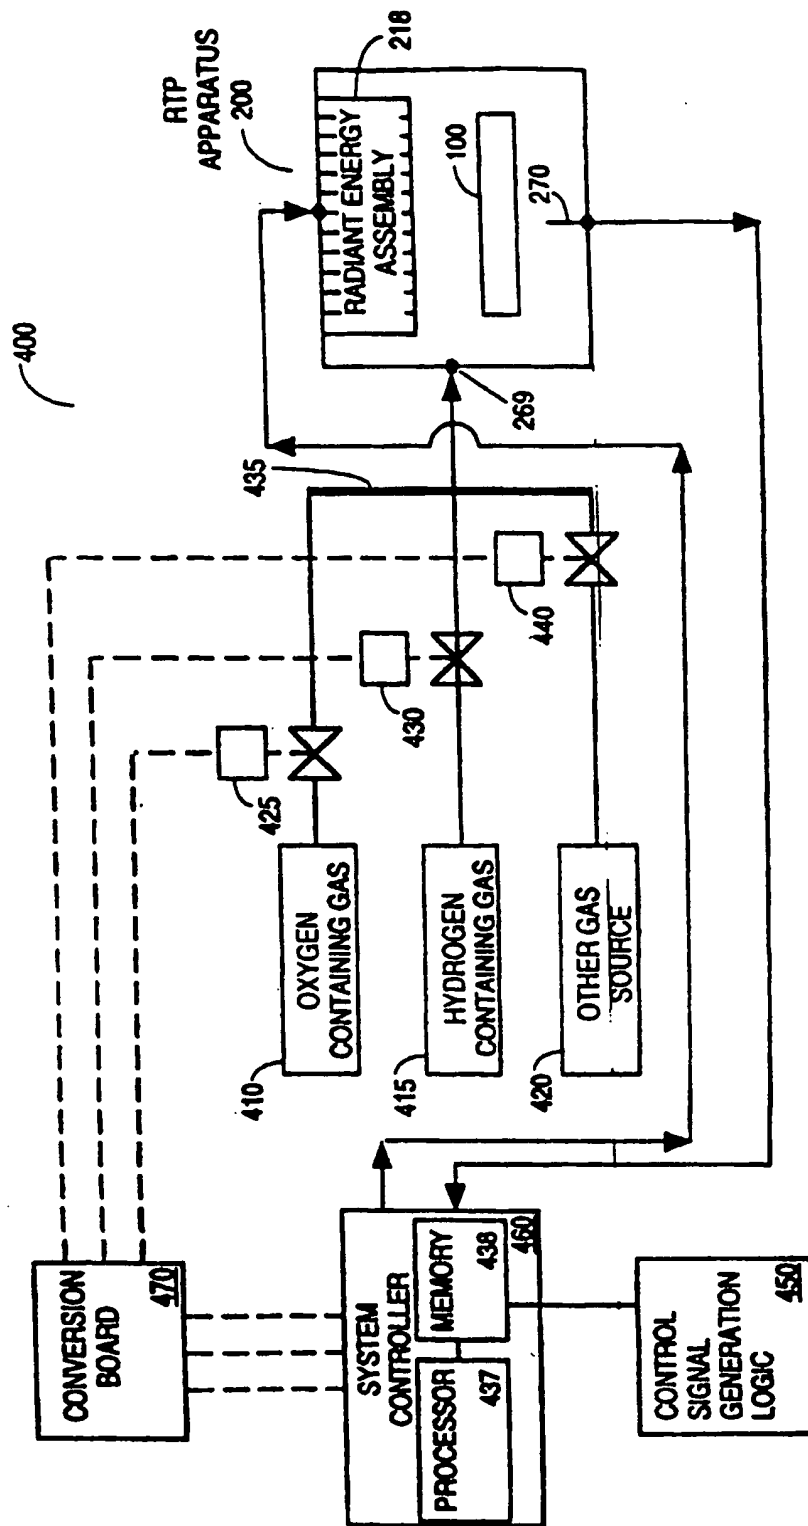 400
CONVERSION
BOARD
470
SYSTEM
CONTROLLER
PROCESSOR
437
MEMORY
438
460
CONTROL
SIGNAL
GENERATION
LOGIC
450
410
OXYGEN
CONTAINING GAS
415
HYDROGEN
CONTAINING GAS
420
OTHER GAS
SOURCE
425
430
440
435
269
RTP
APPARATUS
200
218
RADIANT ENERGY
ASSEMBLY
100
270